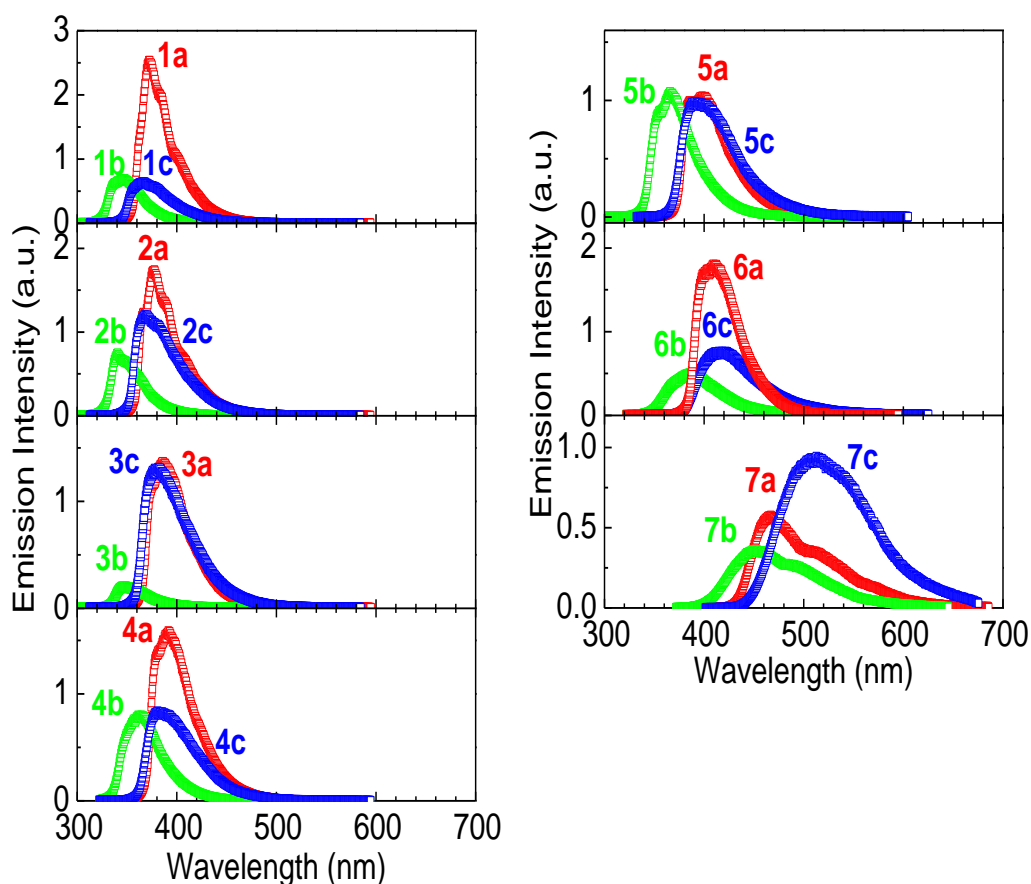 Emission Intensity (a.u.)
3
2
1
0
1a
1b
1c
2
1
0
2a
2b
2c
1
0
3c
3a
3b
1
0
4a
4b
4c
300 400 500 600 700
Wavelength (nm)
Emission Intensity (a.u.)
1
0
5b
5a
5c
2
1
0
6a
6c
6b
1.0
0.5
0.0
7c
7a
7b
300 400 500 600 700
Wavelength (nm)